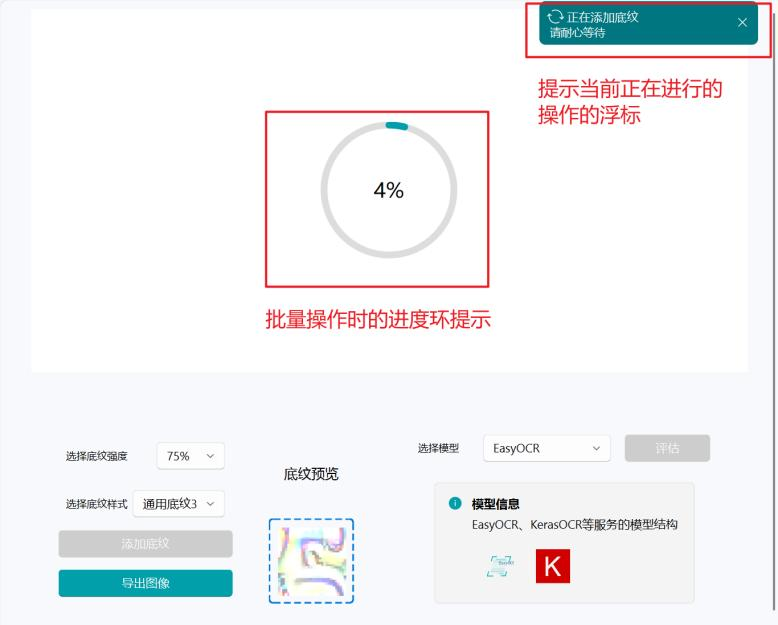 正在添加底纹
请耐心等待
提示当前正在进行的
操作的浮标
4%
批量操作时的进度环提示
选择底纹强度
75%
选择底纹样式
通用底纹3
添加底纹
导出图像
底纹预览
选择模型
EasyOCR
评估
模型信息
EasyOCR、KerasOCR等服务的模型结构
K